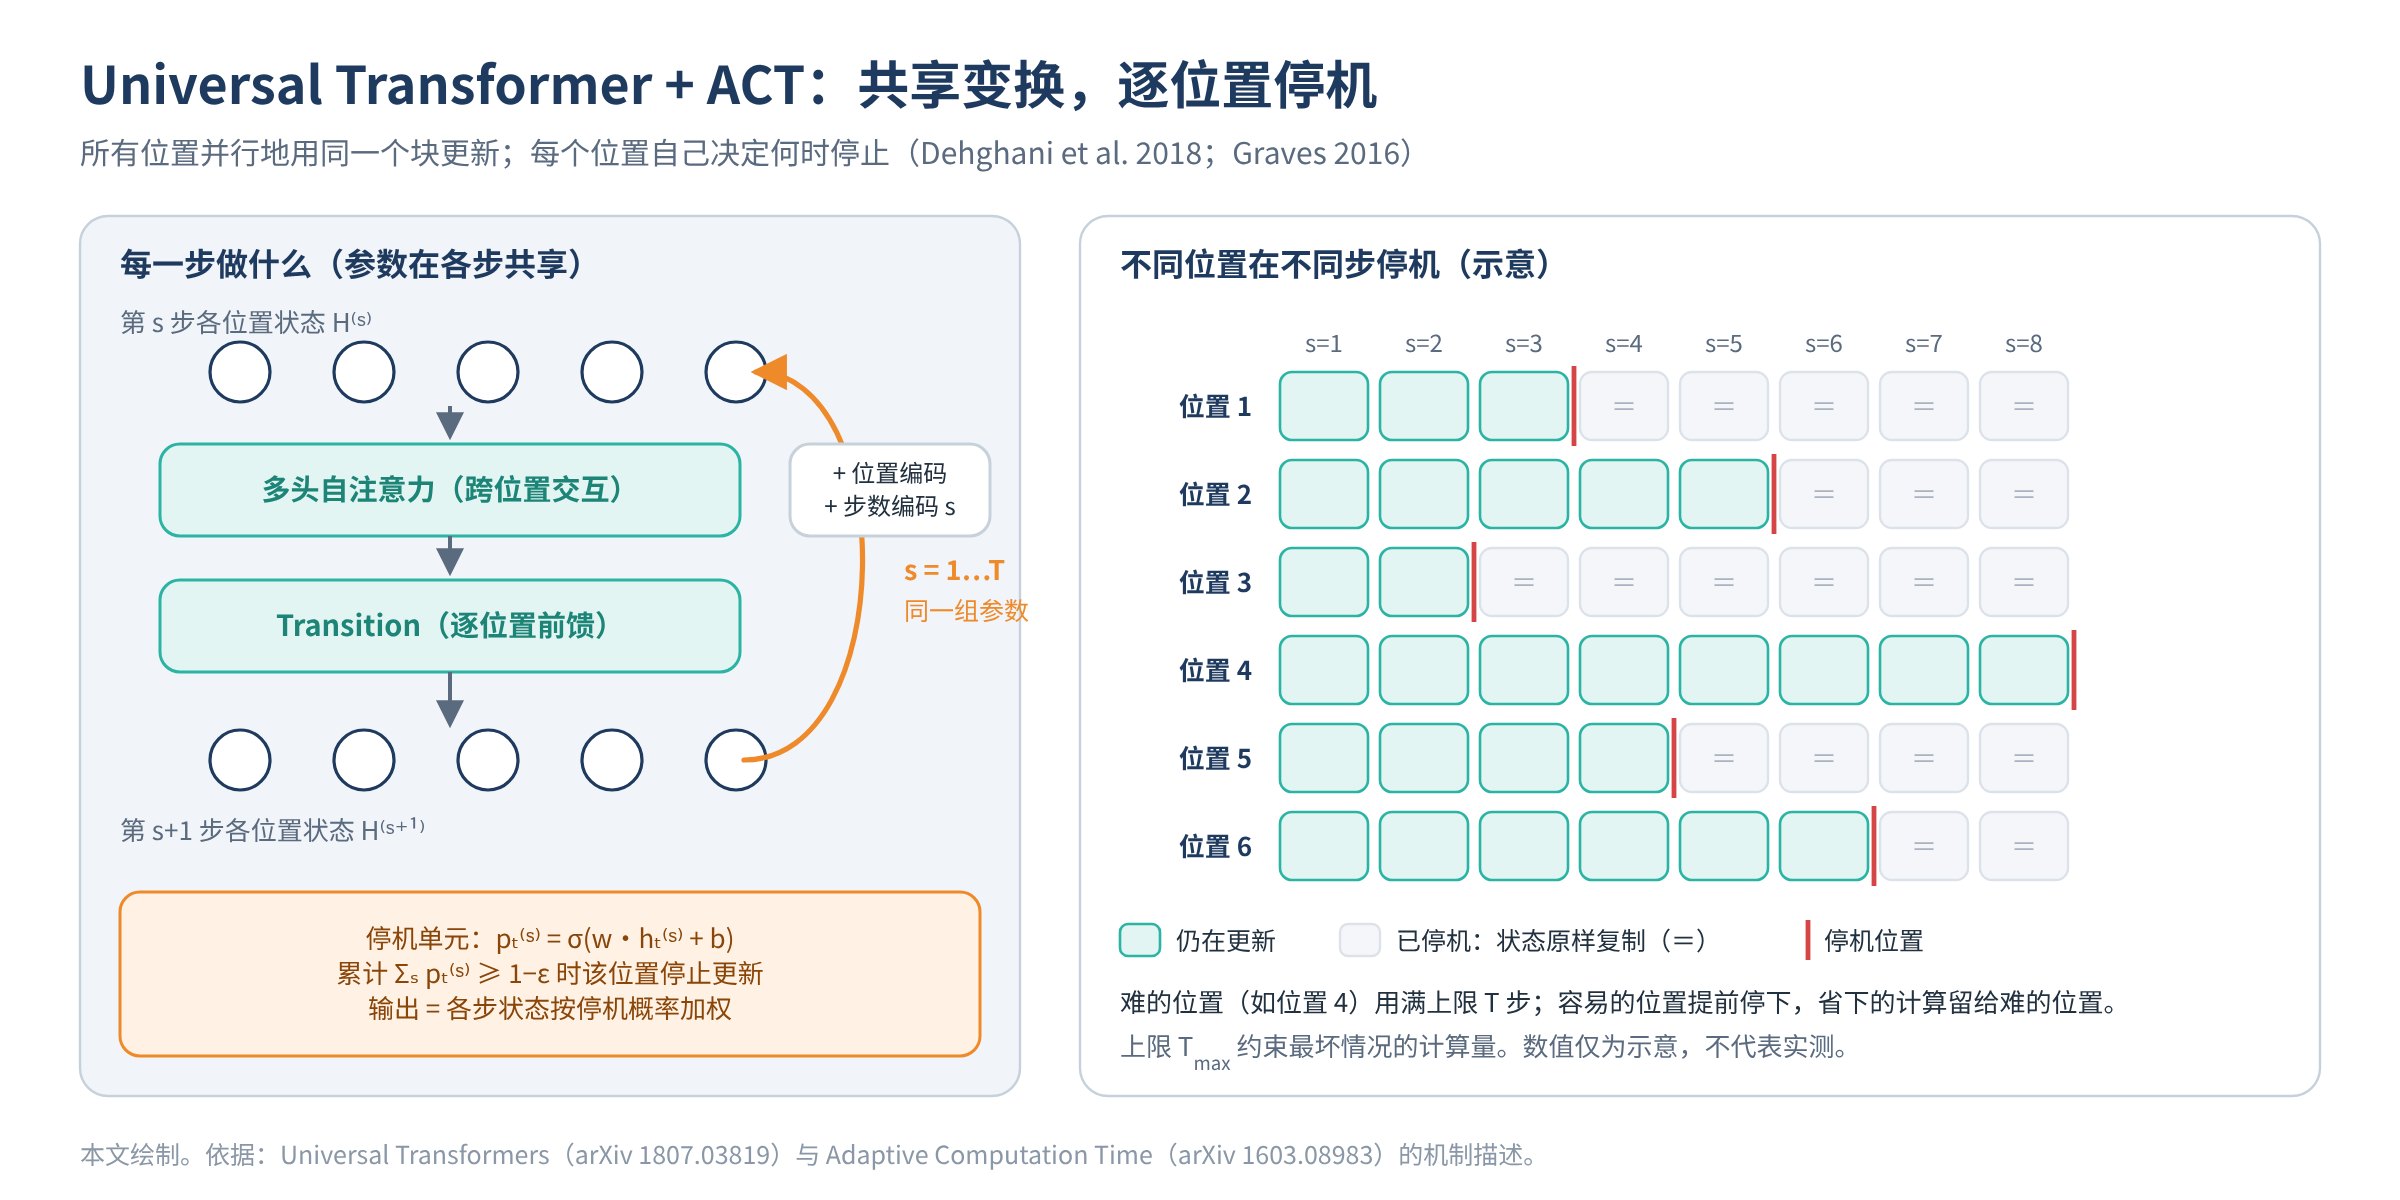 Universal Transformer + ACT：共享变换，逐位置停机
所有位置并行地用同一个块更新；每个位置自己决定何时停止（Dehghani et al. 2018；Graves 2016）
每一步做什么（参数在各步共享）
第 s 步各位置状态 H⁽ˢ⁾
多头自注意力（跨位置交互）
+ 位置编码
+ 步数编码 s
s = 1…T
同一组参数
Transition（逐位置前馈）
第 s+1 步各位置状态 H⁽ˢ⁺¹⁾
停机单元：pₜ⁽ˢ⁾ = σ(w・hₜ⁽ˢ⁾ + b)
累计 Σₛ pₜ⁽ˢ⁾ ≥ 1−ε 时该位置停止更新
输出 = 各步状态按停机概率加权
不同位置在不同步停机（示意）
s=1 s=2 s=3 s=4 s=5 s=6 s=7 s=8
位置 1 = = = = =
位置 2 = = =
位置 3 = = = = = =
位置 4
位置 5 = = = =
位置 6 = =
仍在更新 已停机：状态原样复制（=） 停机位置
难的位置（如位置 4）用满上限 T 步；容易的位置提前停下，省下的计算留给难的位置。
上限 Tmax 约束最坏情况的计算量。数值仅为示意，不代表实测。
本文绘制。依据：Universal Transformers（arXiv 1807.03819）与 Adaptive Computation Time（arXiv 1603.08983）的机制描述。